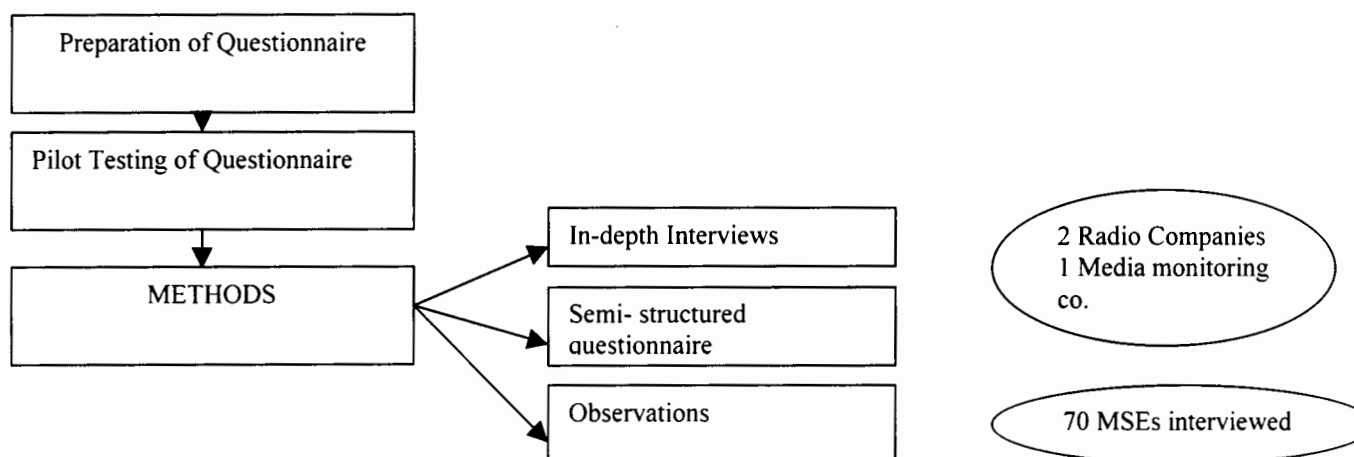 Preparation of Questionnaire
Pilot Testing of Questionnaire
METHODS
In-depth Interviews
Semi- structured
questionnaire
Observations
2 Radio Companies
1 Media monitoring
co.
70 MSEs interviewed